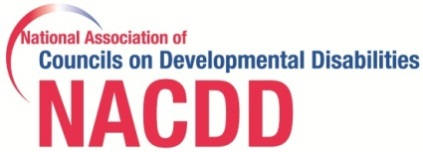 National Association of
Councils on Developmental Disabilities
NACDD